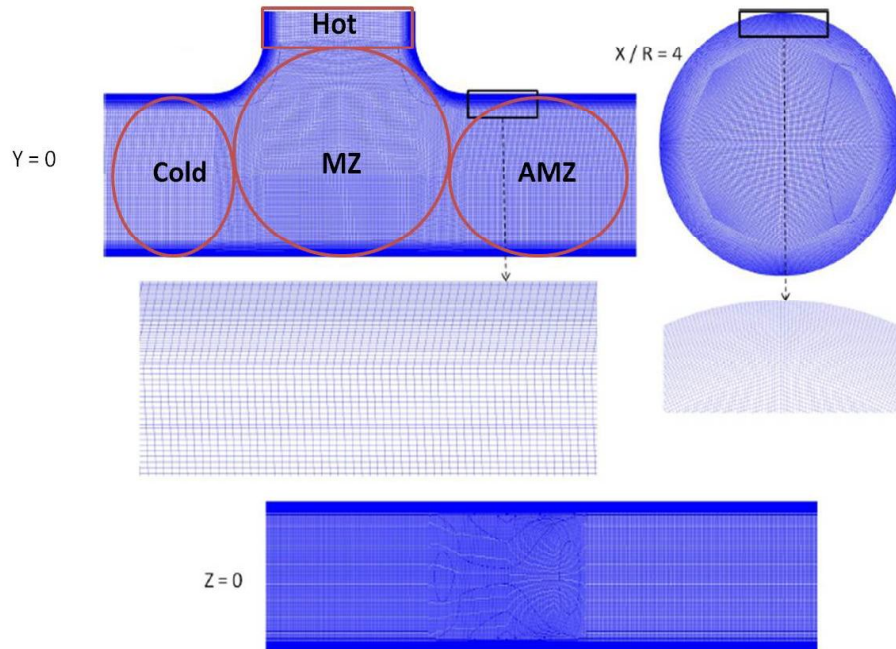 Hot
X / R = 4
Y = 0
Cold
MZ
AMZ
Z = 0